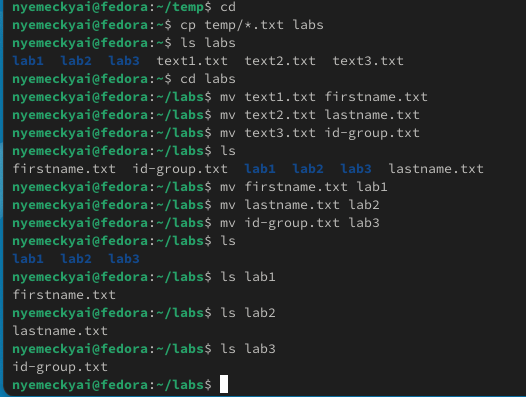 nyemeckyai@fedora:~/temp$ cd
nyemeckyai@fedora:~$ cp temp/*.txt labs
nyemeckyai@fedora:~$ ls labs
lab1 lab2 lab3 text1.txt text2.txt text3.txt
nyemeckyai@fedora:~$ cd labs
nyemeckyai@fedora:~/labs$ mv text1.txt firstname.txt
nyemeckyai@fedora:~/labs$ mv text2.txt lastname.txt
nyemeckyai@fedora:~/labs$ mv text3.txt id-group.txt
nyemeckyai@fedora:~/labs$ ls
firstname.txt id-group.txt lab1 lab2 lab3 lastname.txt
nyemeckyai@fedora:~/labs$ mv firstname.txt lab1
nyemeckyai@fedora:~/labs$ mv lastname.txt lab2
nyemeckyai@fedora:~/labs$ mv id-group.txt lab3
nyemeckyai@fedora:~/labs$ ls
lab1 lab2 lab3
nyemeckyai@fedora:~/labs$ ls lab1
firstname.txt
nyemeckyai@fedora:~/labs$ ls lab2
lastname.txt
nyemeckyai@fedora:~/labs$ ls lab3
id-group.txt
nyemeckyai@fedora:~/labs$